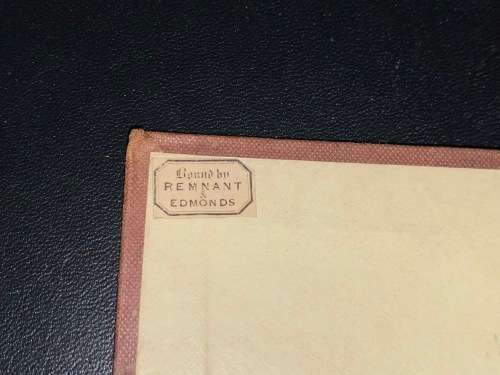 Bound by
REMNANT
&
EDMONDS